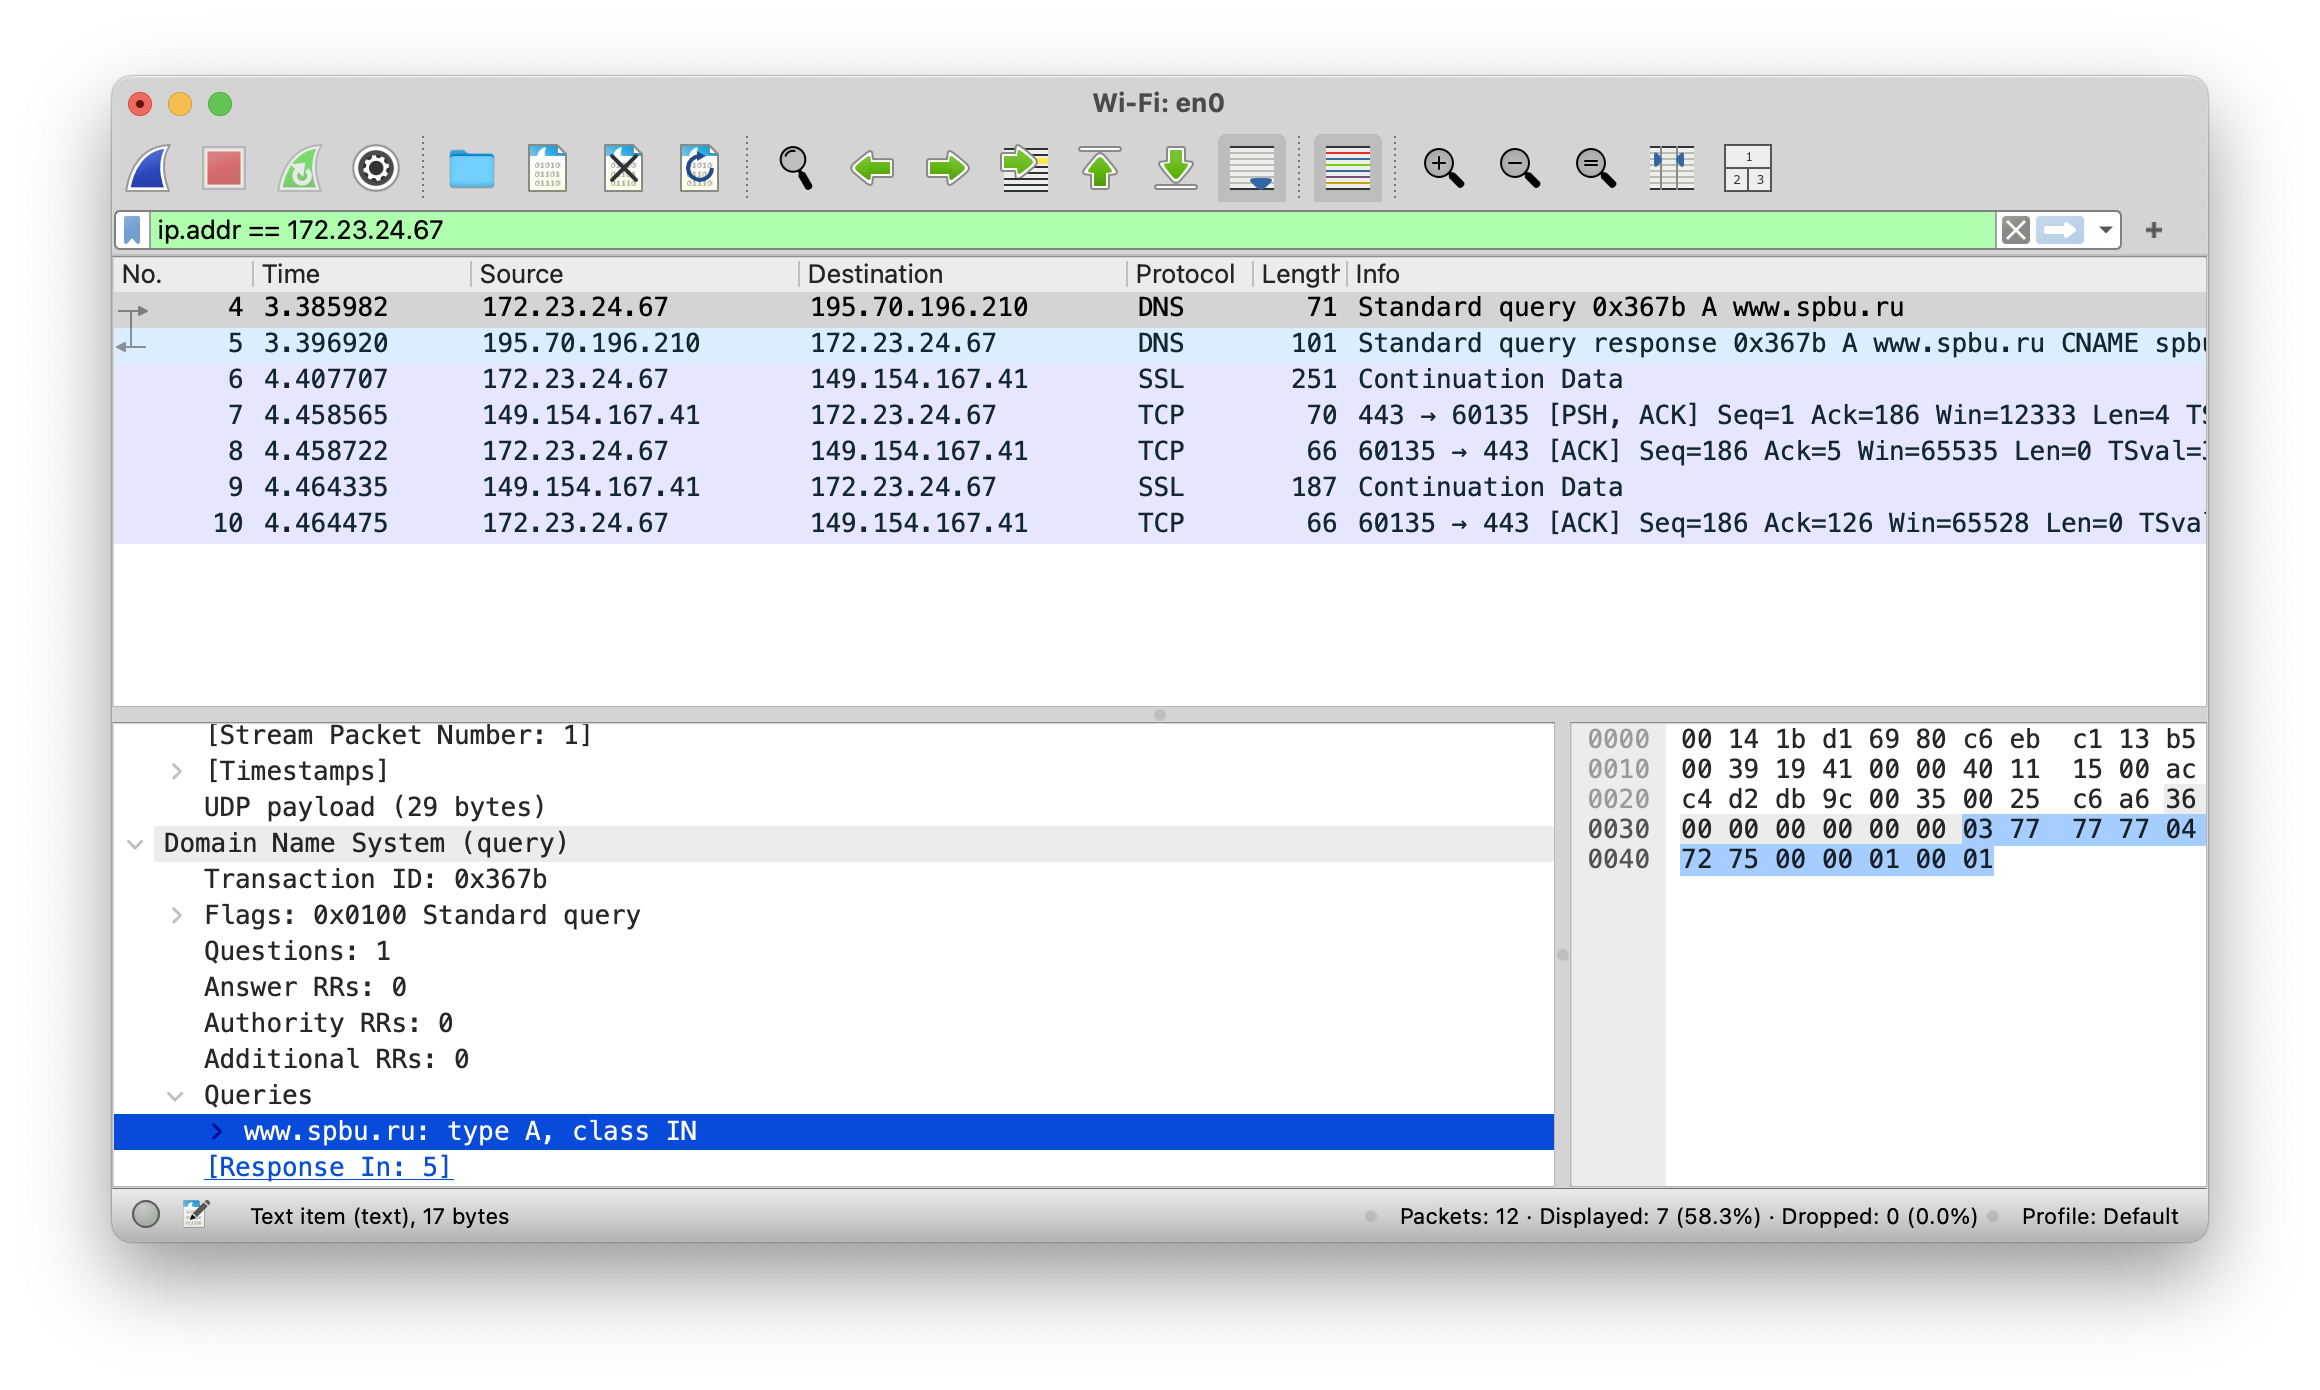 Wi-Fi: en0
ip.addr == 172.23.24.67
No. Time Source Destination Protocol Length Info
4 3.385982 172.23.24.67 195.70.196.210 DNS 71 Standard query 0x367b A www.spbu.ru
5 3.396920 195.70.196.210 172.23.24.67 DNS 101 Standard query response 0x367b A www.spbu.ru CNAME spbu
6 4.407707 172.23.24.67 149.154.167.41 SSL 251 Continuation Data
7 4.458565 149.154.167.41 172.23.24.67 TCP 70 443 → 60135 [PSH, ACK] Seq=1 Ack=186 Win=12333 Len=4 TS
8 4.458722 172.23.24.67 149.154.167.41 TCP 66 60135 → 443 [ACK] Seq=186 Ack=5 Win=65535 Len=0 TSval=
9 4.464335 149.154.167.41 172.23.24.67 SSL 187 Continuation Data
10 4.464475 172.23.24.67 149.154.167.41 TCP 66 60135 → 443 [ACK] Seq=186 Ack=126 Win=65528 Len=0 TSval
[Stream Packet Number: 1]
[Timestamps]
UDP payload (29 bytes)
Domain Name System (query)
Transaction ID: 0x367b
Flags: 0x0100 Standard query
Questions: 1
Answer RRs: 0
Authority RRs: 0
Additional RRs: 0
Queries
www.spbu.ru: type A, class IN
[Response In: 5]
0000 00 14 1b d1 69 80 c6 eb c1 13 b5
0010 00 39 19 41 00 00 40 11 15 00 ac
0020 c4 d2 db 9c 00 35 00 25 c6 a6 36
0030 00 00 00 00 00 00 03 77 77 77 04
0040 72 75 00 00 01 00 01
Text item (text), 17 bytes
Packets: 12 · Displayed: 7 (58.3%) · Dropped: 0 (0.0%)
Profile: Default